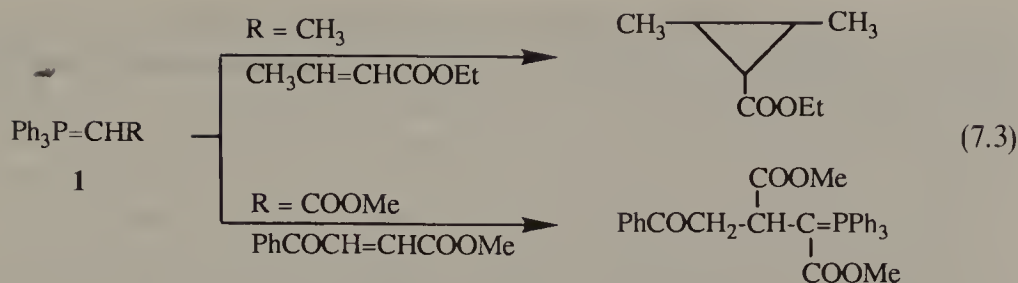 R = CH₃
CH₃CH=CHCOOEt
CH₃ CH₃
COOEt
Ph₃P=CHR
1
(7.3)
R = COOMe
PhCOCH=CHCOOMe
COOMe
PhCOCH₂-CH-C=PPh₃
COOMe